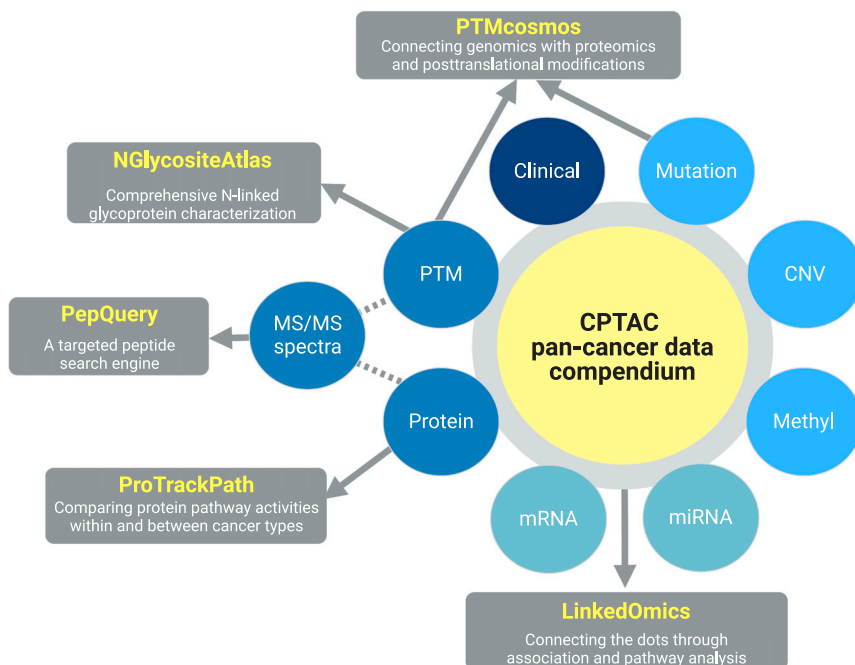 PTMcosmos
Connecting genomics with proteomics
and posttranslational modifications
NGlycositeAtlas
Comprehensive N-linked
glycoprotein characterization
Clinical
Mutation
PTM
CNV
PepQuery
A targeted peptide
search engine
MS/MS
spectra
CPTAC
pan-cancer data
compendium
Protein
Methyl
ProTrackPath
Comparing protein pathway activities
within and between cancer types
mRNA
miRNA
LinkedOmics
Connecting the dots through
association and pathway analysis